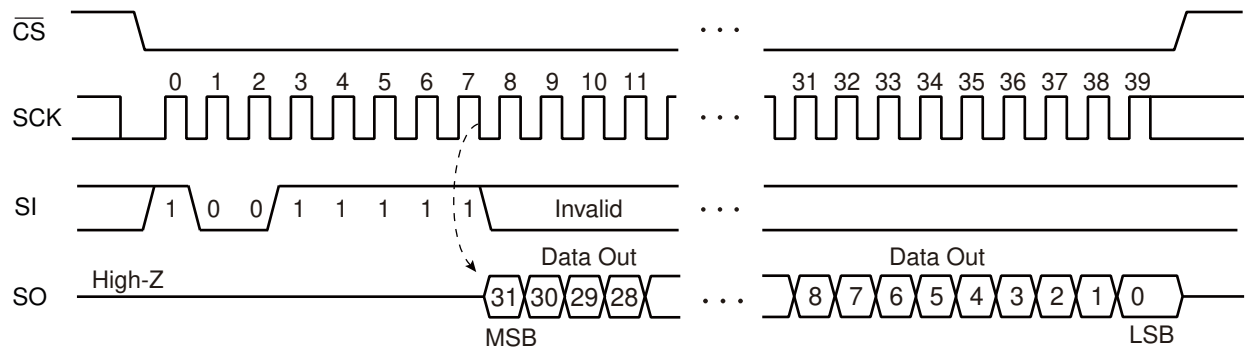 C̅S̅ . . .
0 1 2 3 4 5 6 7 8 9 10 11 31 32 33 34 35 36 37 38 39
SCK . . .
SI 1 0 0 1 1 1 1 1 Invalid . . .
Data Out Data Out
High-Z
SO 31 30 29 28 . . . 8 7 6 5 4 3 2 1 0
MSB LSB